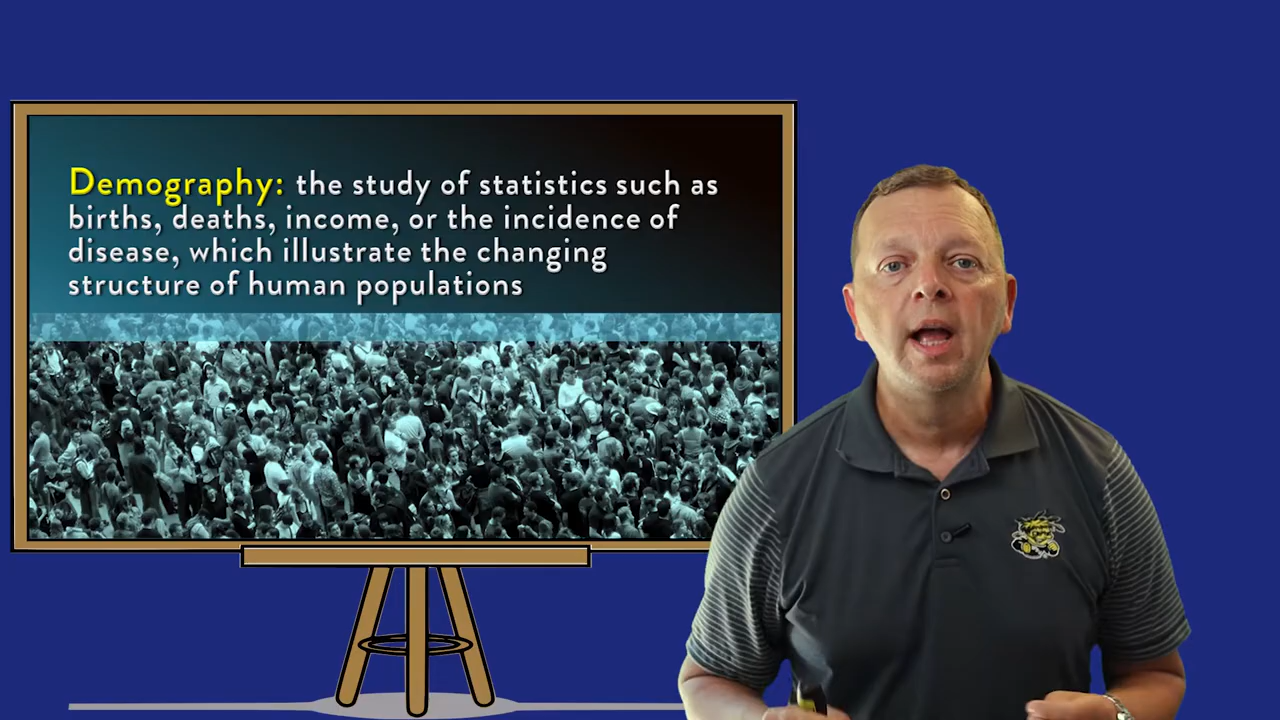 Demography: the study of statistics such as
births, deaths, income, or the incidence of
disease, which illustrate the changing
structure of human populations